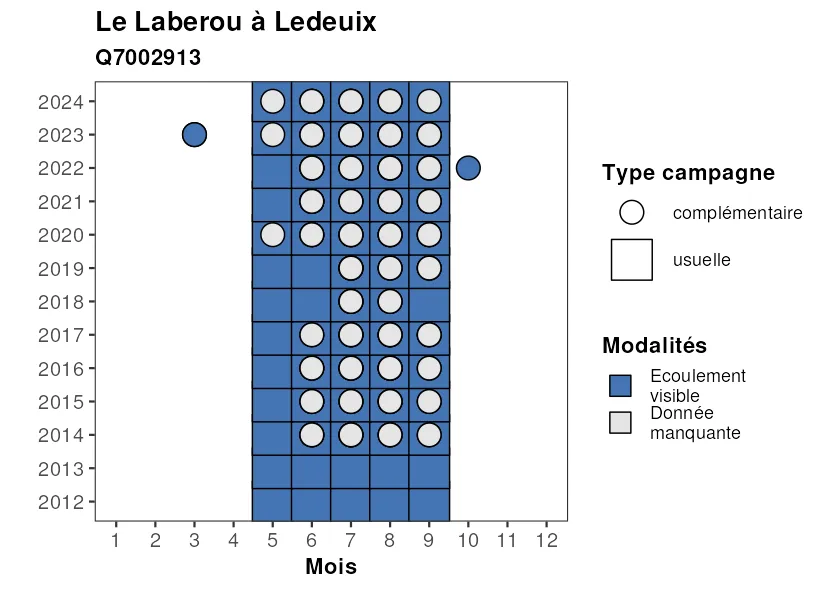 Le Laberou à Ledeuix
Q7002913
2024
2023
2022
2021
2020
2019
2018
2017
2016
2015
2014
2013
2012
1 2 3 4 5 6 7 8 9 10 11 12
Mois
Type campagne
complémentaire
usuelle
Modalités
Ecoulement
visible
Donnée
manquante